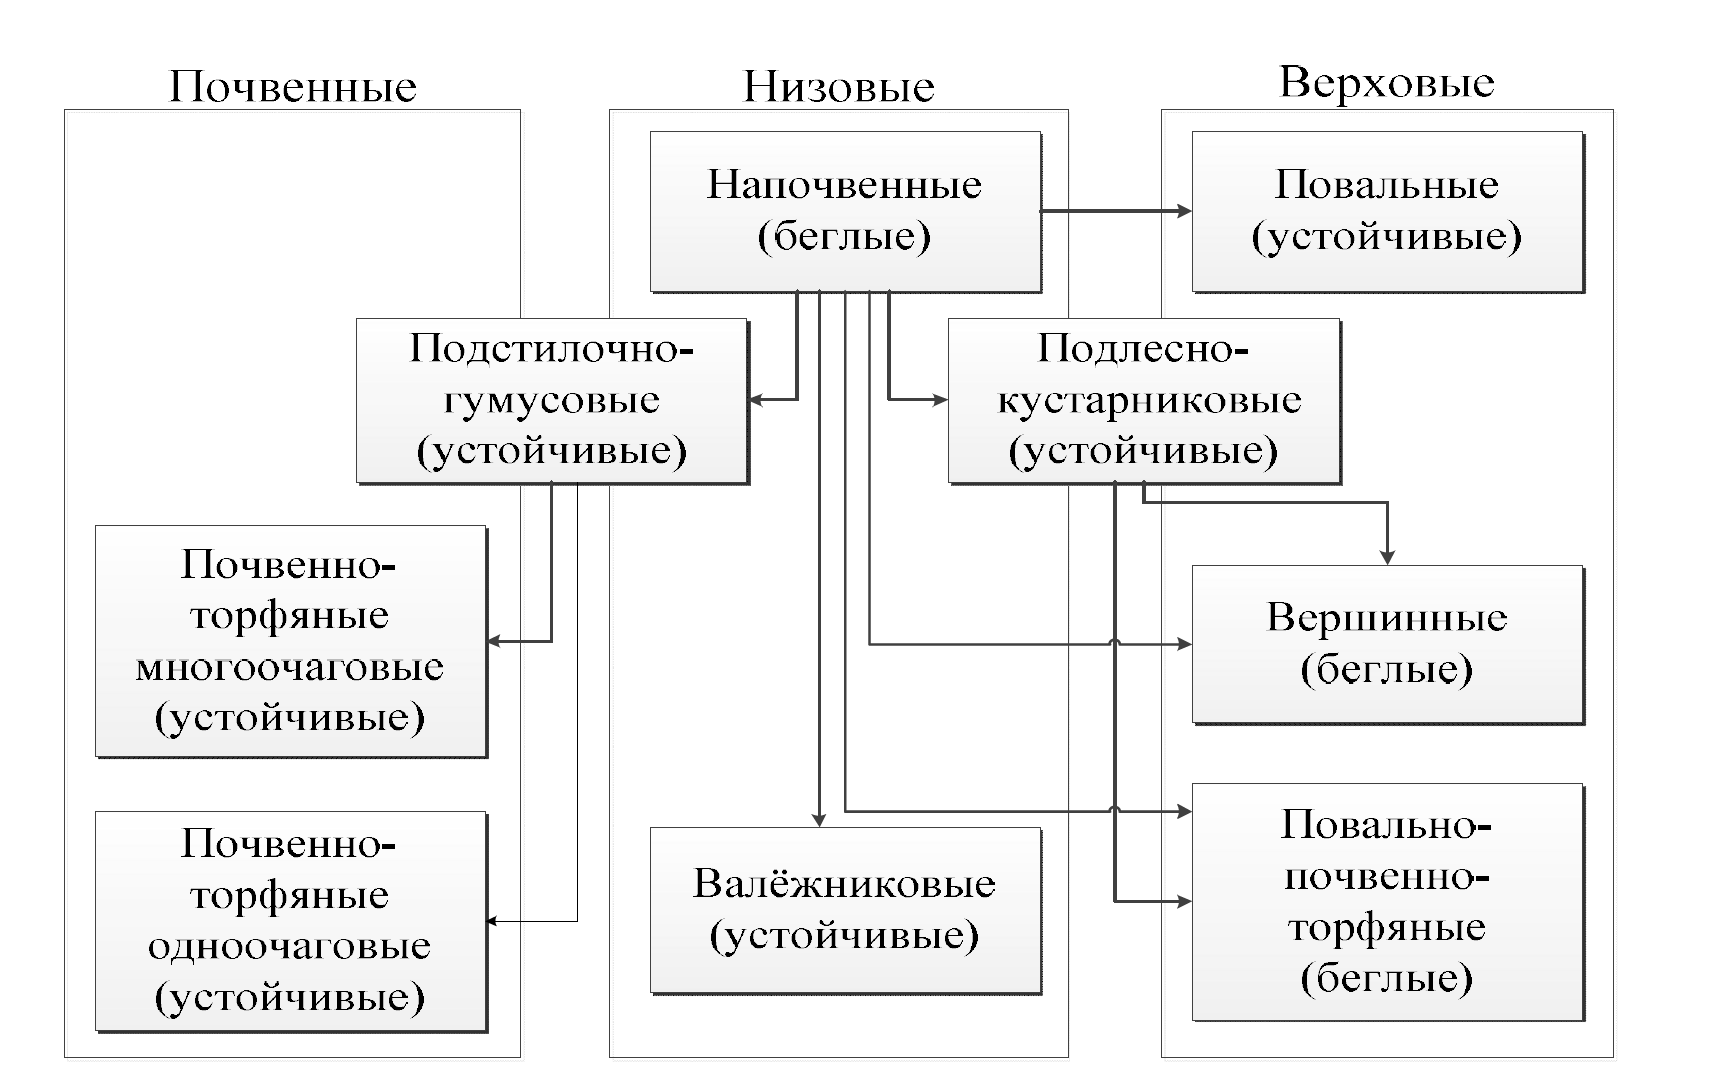 Почвенные
Низовые
Верховые
Напочвенные
(беглые)
Повальные
(устойчивые)
Подстилочно-
гумусовые
(устойчивые)
Подлесно-
кустарниковые
(устойчивые)
Почвенно-
торфяные
многоочаговые
(устойчивые)
Вершинные
(беглые)
Почвенно-
торфяные
одноочаговые
(устойчивые)
Валёжниковые
(устойчивые)
Повально-
почвенно-
торфяные
(беглые)